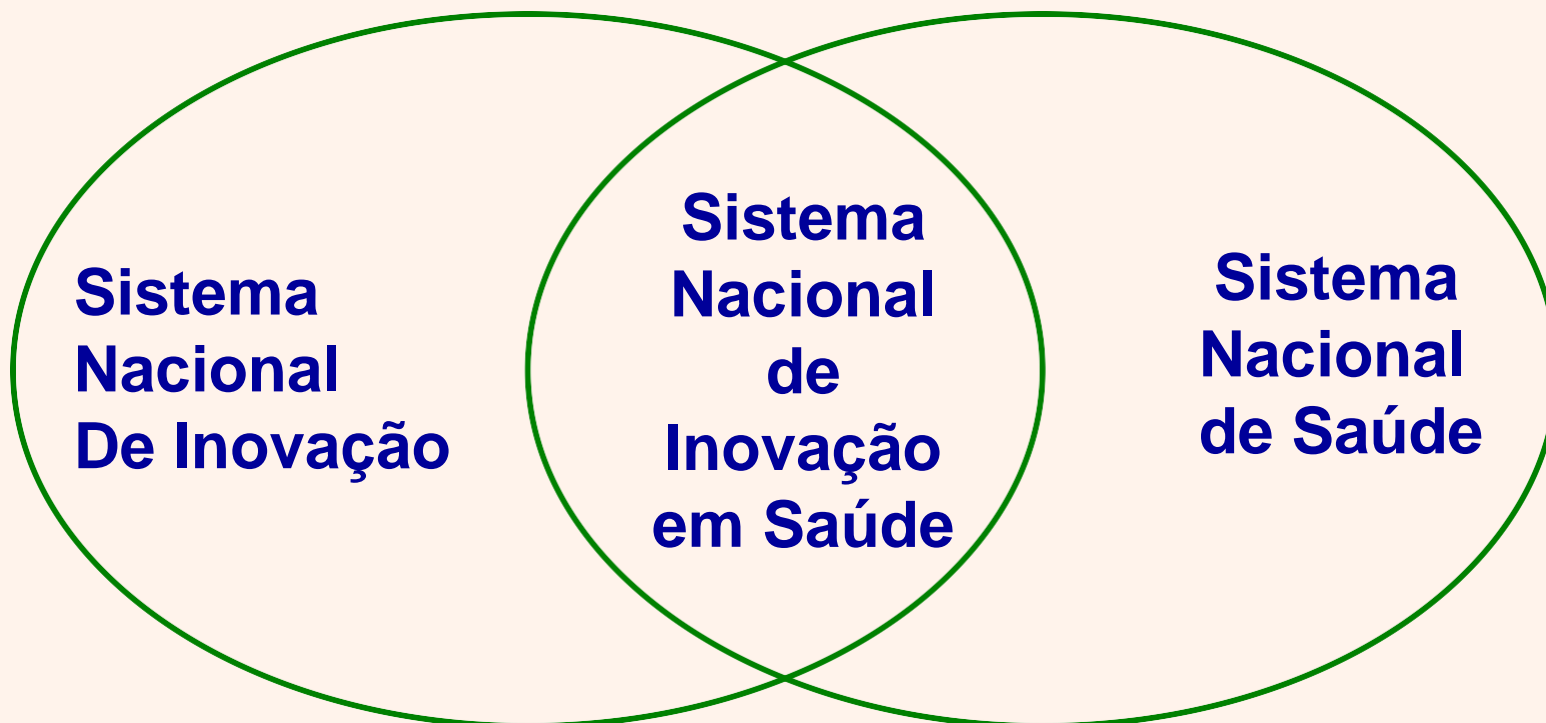 Sistema
Nacional
De Inovação
Sistema
Nacional
de
Inovação
em Saúde
Sistema
Nacional
de Saúde